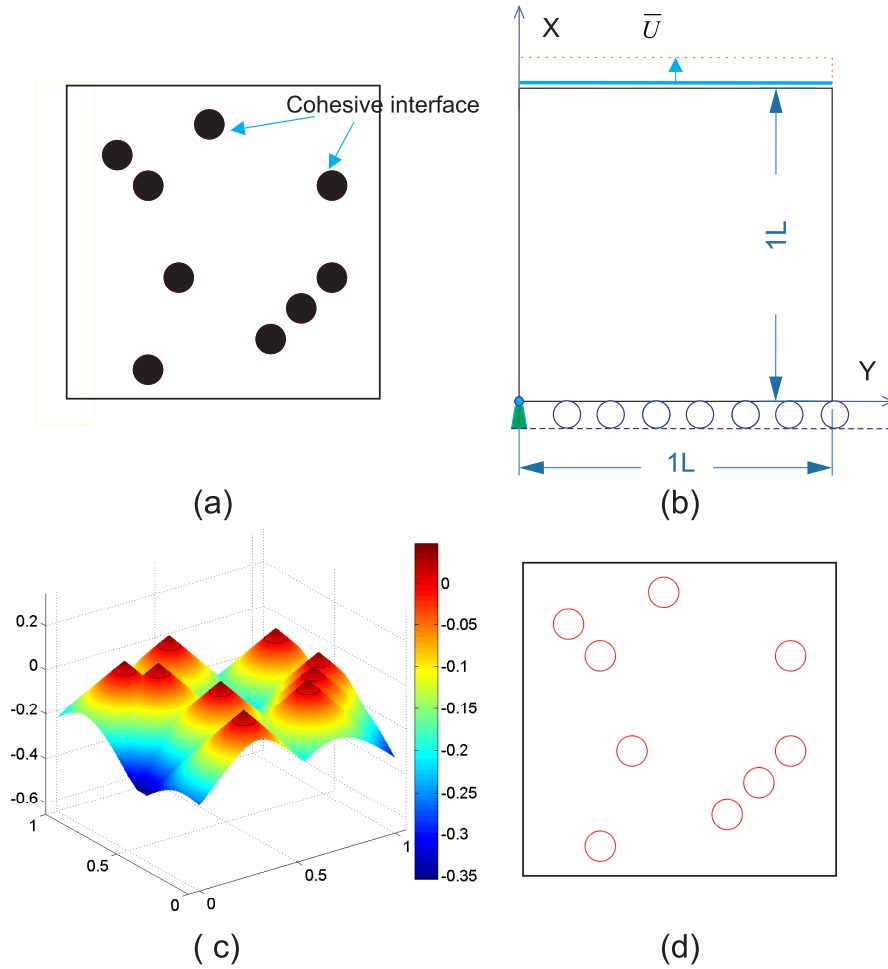 Cohesive interface
(a)
X
U̅
1L
Y
1L
(b)
0.2
0
-0.2
-0.4
-0.6
1
0.5
0
0
0.5
1
0
-0.05
-0.1
-0.15
-0.2
-0.25
-0.3
-0.35
( c)
(d)